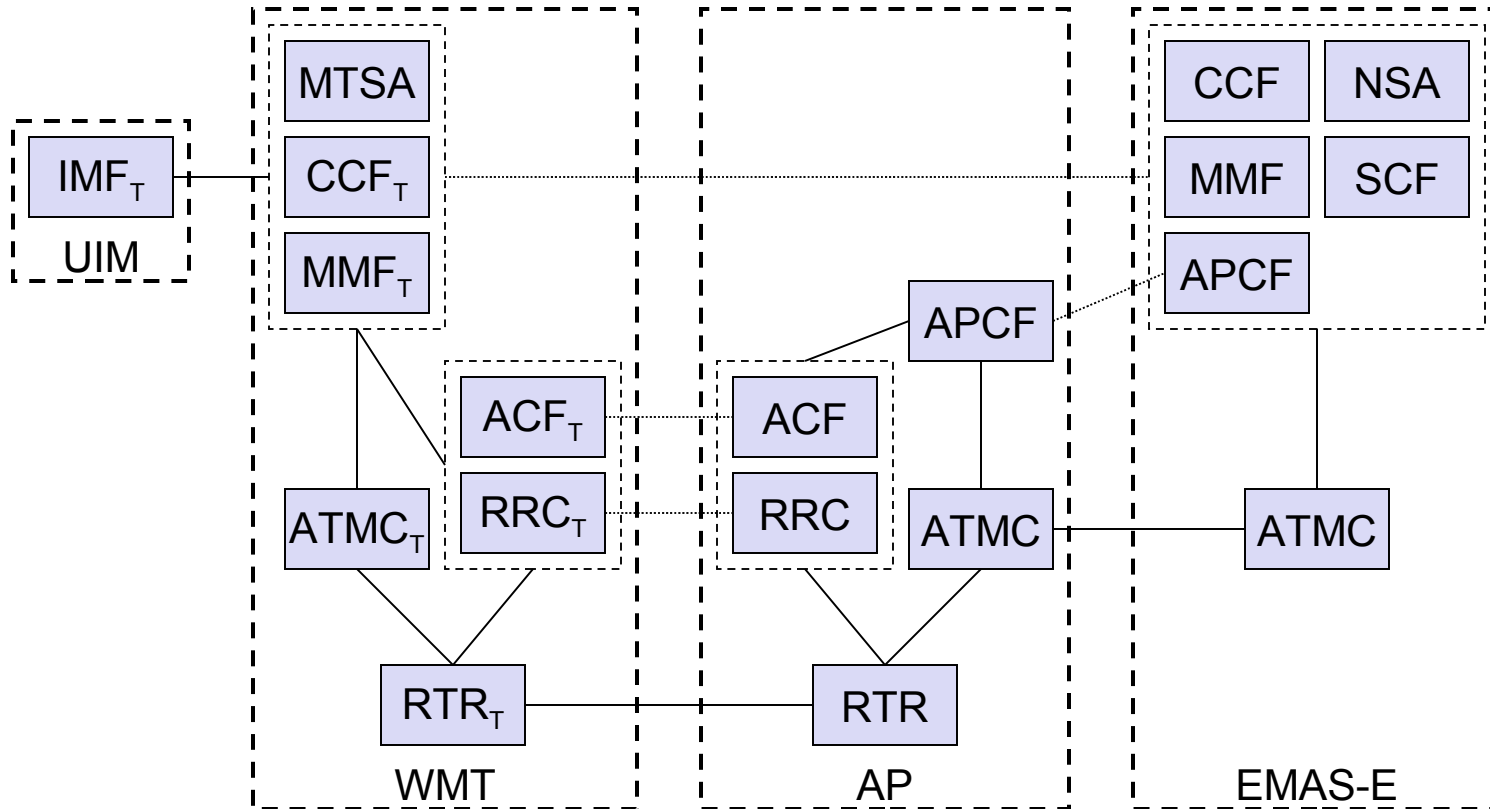 MTSA
CCF NSA
IMFT
CCFT
MMF SCF
UIM
MMFT
APCF
APCF
ACFT
ACF
RRCT
RRC
ATMCT
ATMC
ATMC
RTRT
RTR
WMT
AP
EMAS-E